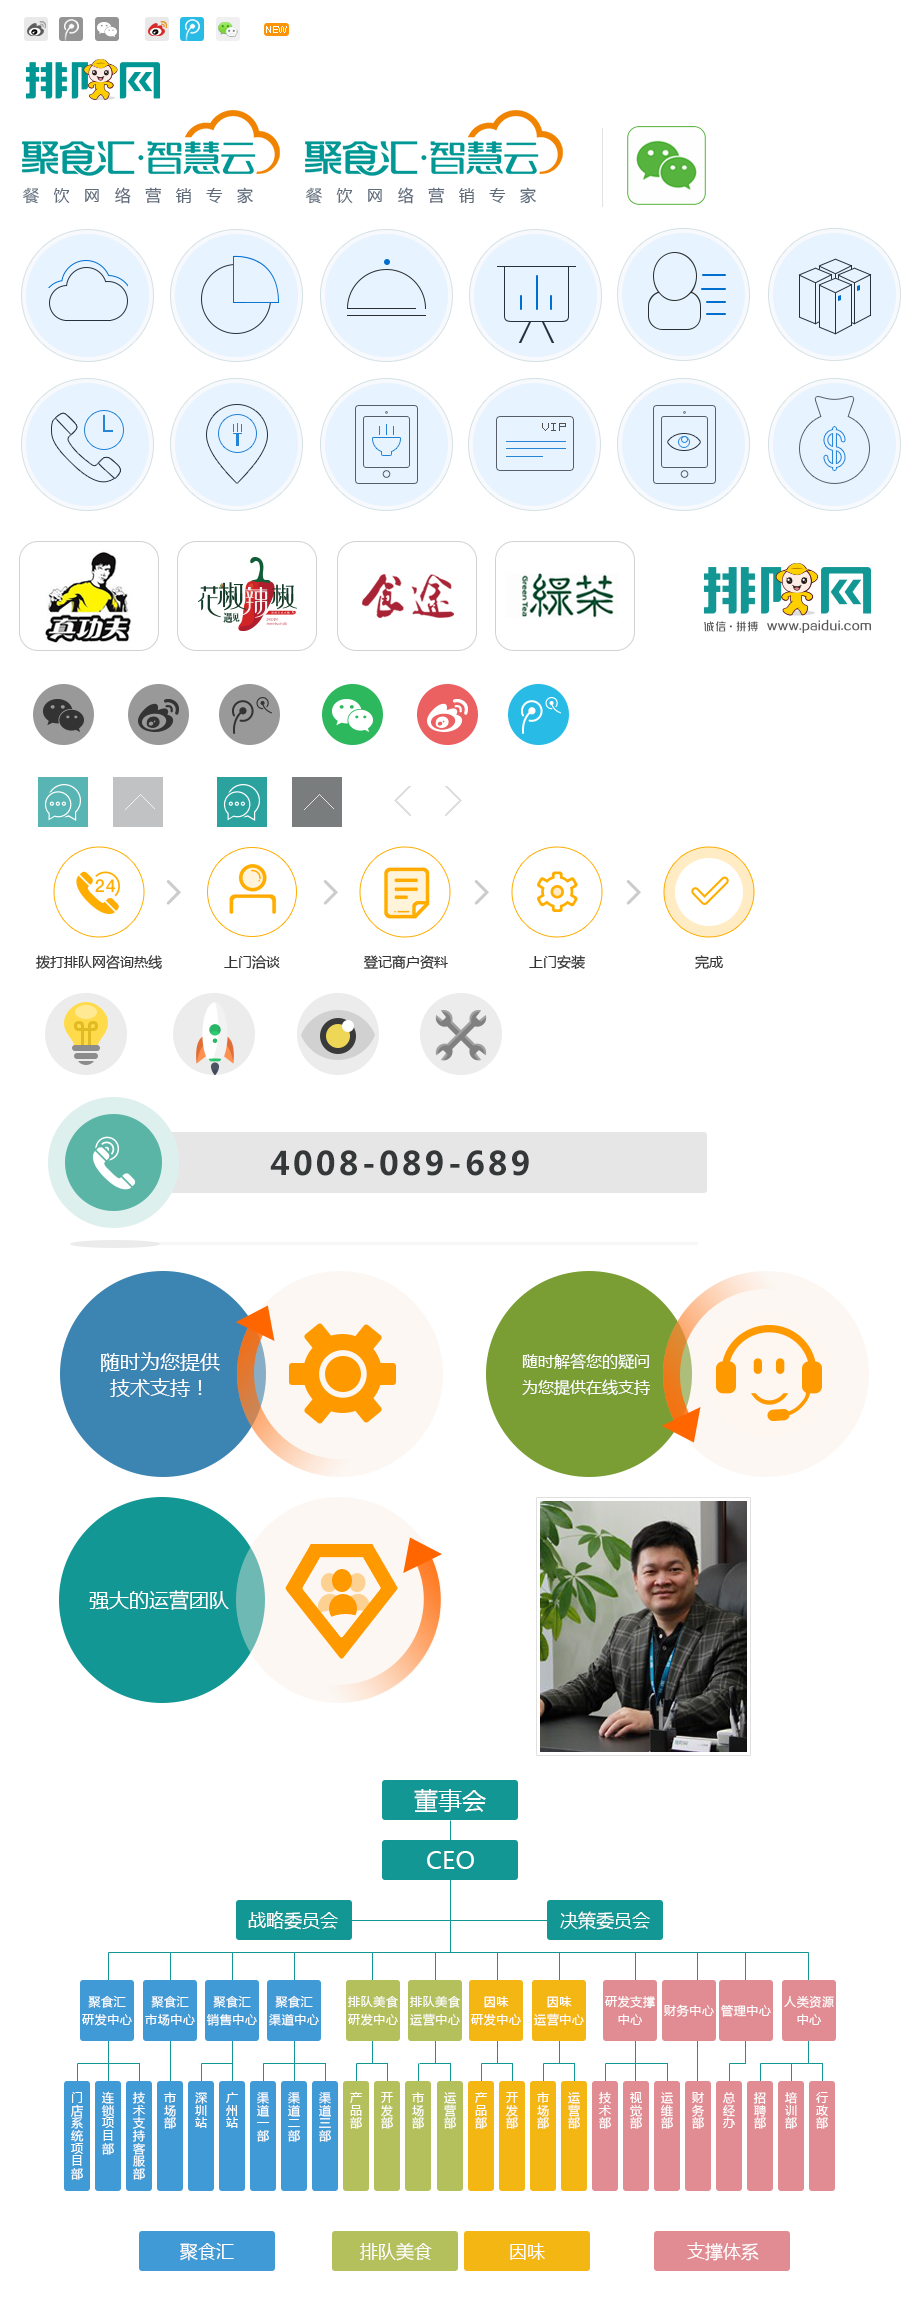 NEW
排队网
聚食汇·智慧云
餐饮网络营销专家
聚食汇·智慧云
餐饮网络营销专家
VIP
真功夫
花椒辣椒
遇见
食途
Green Tea
綠茶
排队网
诚信·拼搏 www.paidui.com
24
拨打排队网咨询热线
上门洽谈
登记商户资料
上门安装
完成
4008-089-689
随时为您提供
技术支持！
随时解答您的疑问
为您提供在线支持
强大的运营团队
董事会
CEO
战略委员会
决策委员会
聚食汇
研发中心
聚食汇
市场中心
聚食汇
销售中心
聚食汇
渠道中心
排队美食
研发中心
排队美食
运营中心
因味
研发中心
因味
运营中心
研发支撑
中心
财务中心
管理中心
人类资源
中心
门店系统项目部
连锁项目部
技术支持客服部
市场部
深圳站
广州站
渠道一部
渠道二部
渠道三部
产品部
开发部
市场部
运营部
产品部
开发部
市场部
运营部
技术部
视觉部
运维部
财务部
总经办
招聘部
培训部
行政部
聚食汇
排队美食
因味
支撑体系